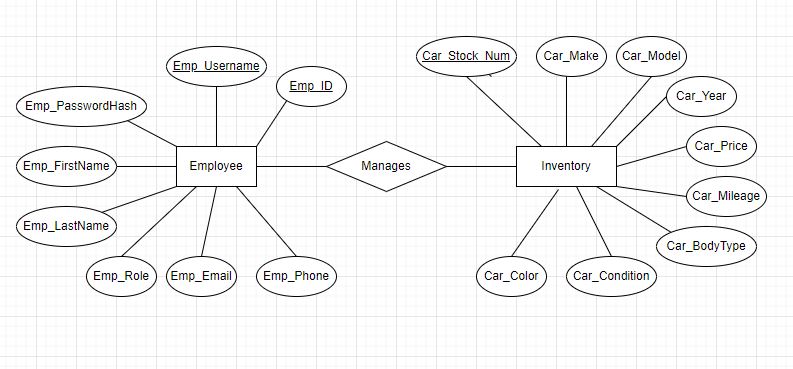 Emp_Username
Emp_ID
Emp_PasswordHash
Emp_FirstName
Emp_LastName
Emp_Role
Emp_Email
Emp_Phone
Employee
Manages
Inventory
Car_Stock_Num
Car_Make
Car_Model
Car_Year
Car_Price
Car_Mileage
Car_BodyType
Car_Condition
Car_Color